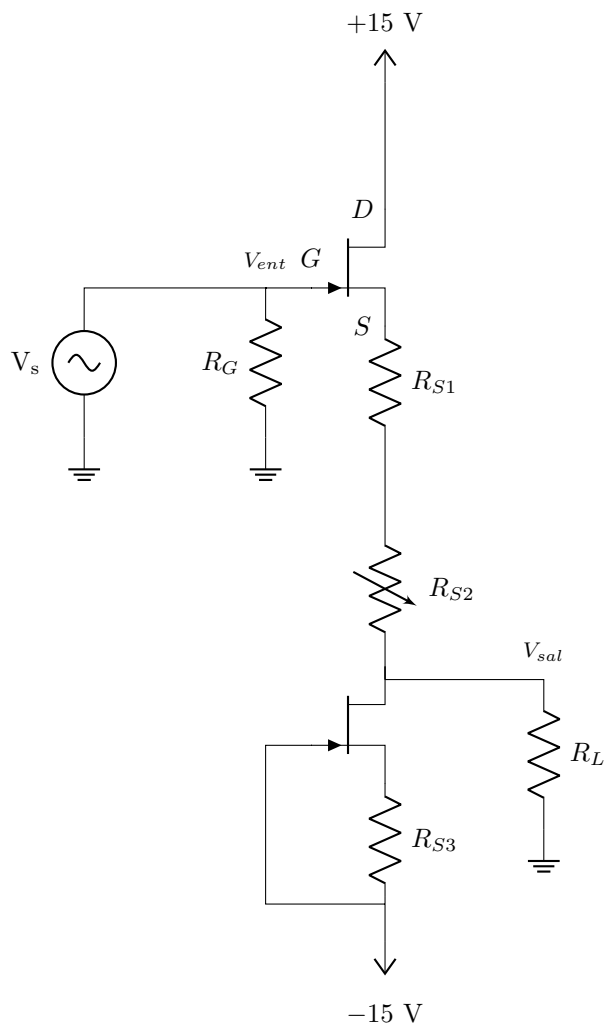 +15 V
D
V_ent G
S
V_s
R_G
R_S1
R_S2
V_sal
R_L
R_S3
−15 V